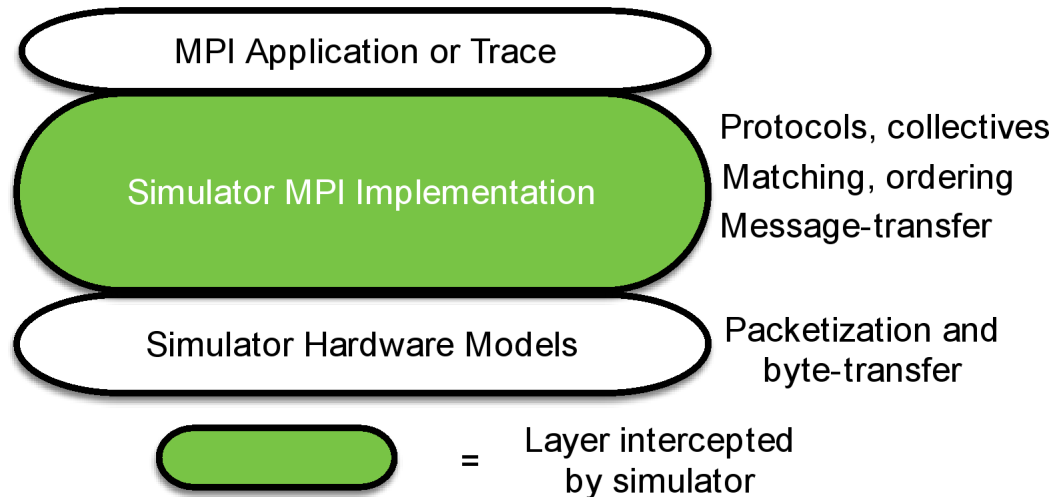 MPI Application or Trace
Simulator MPI Implementation
Protocols, collectives
Matching, ordering
Message-transfer
Simulator Hardware Models
Packetization and
byte-transfer
= Layer intercepted
by simulator